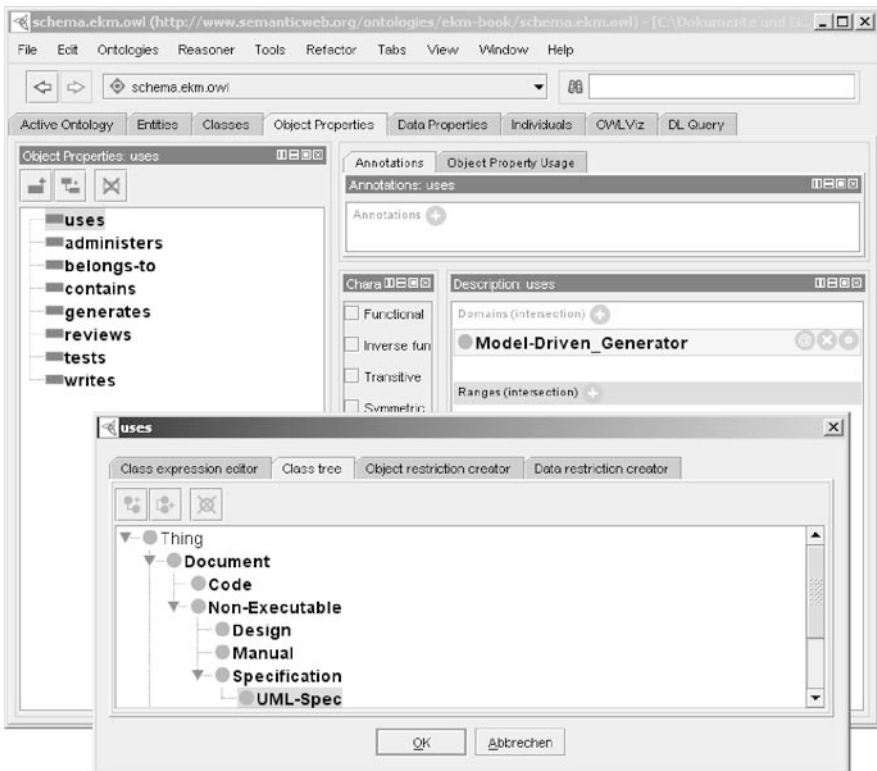 schema.ekm.owl (http://www.semanticweb.org/ontologies/ekm-book/schema.ekm.owl) - [C:\Dokumente und
File Edit Ontologies Reasoner Tools Refactor Tabs View Window Help
schema.ekm.owl
Active Ontology Entities Classes Object Properties Data Properties Individuals OWLViz DL Query
Object Properties: uses
Annotations Object Property Usage
Annotations: uses
Annotations
uses
administers
belongs-to
contains
generates
reviews
tests
writes
Chara
Functional
Inverse fun
Transitive
Symmetric
Description: uses
Domains (intersection)
Model-Driven_Generator
Ranges (intersection)
uses
Class expression editor Class tree Object restriction creator Data restriction creator
Thing
Document
Code
Non-Executable
Design
Manual
Specification
UML-Spec
OK Abbrechen